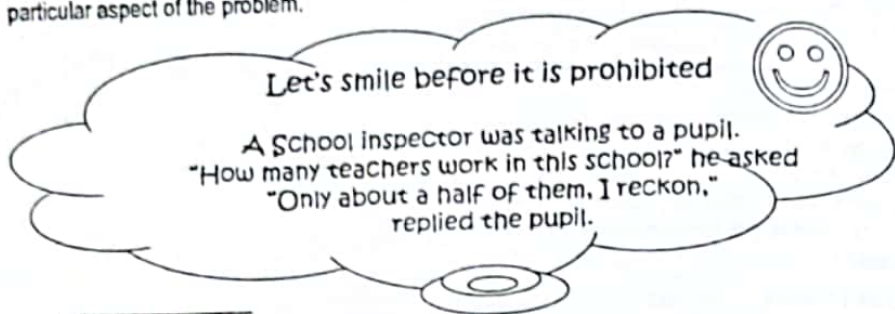 particular aspect of the problem.
Let's smile before it is prohibited
A School inspector was talking to a pupil.
"How many teachers work in this school?" he asked
"Only about a half of them, I reckon,"
replied the pupil.